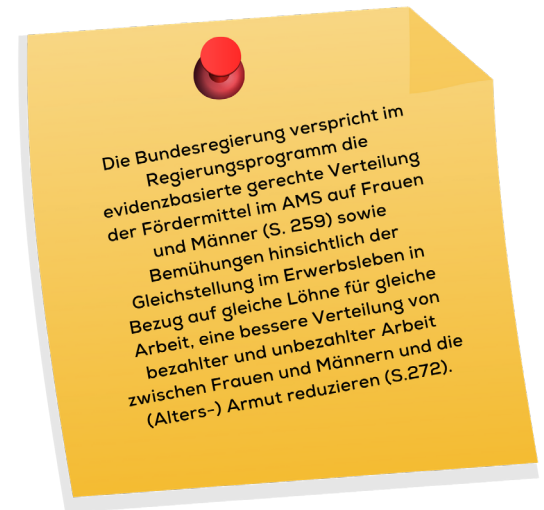 Die Bundesregierung verspricht im
Regierungsprogramm die
evidenzbasierte gerechte Verteilung
der Fördermittel im AMS auf Frauen
und Männer (S. 259) sowie
Bemühungen hinsichtlich der
Gleichstellung im Erwerbsleben in
Bezug auf gleiche Löhne für gleiche
Arbeit, eine bessere Verteilung von
bezahlter und unbezahlter Arbeit
zwischen Frauen und Männern und die
(Alters-) Armut reduzieren (S.272).